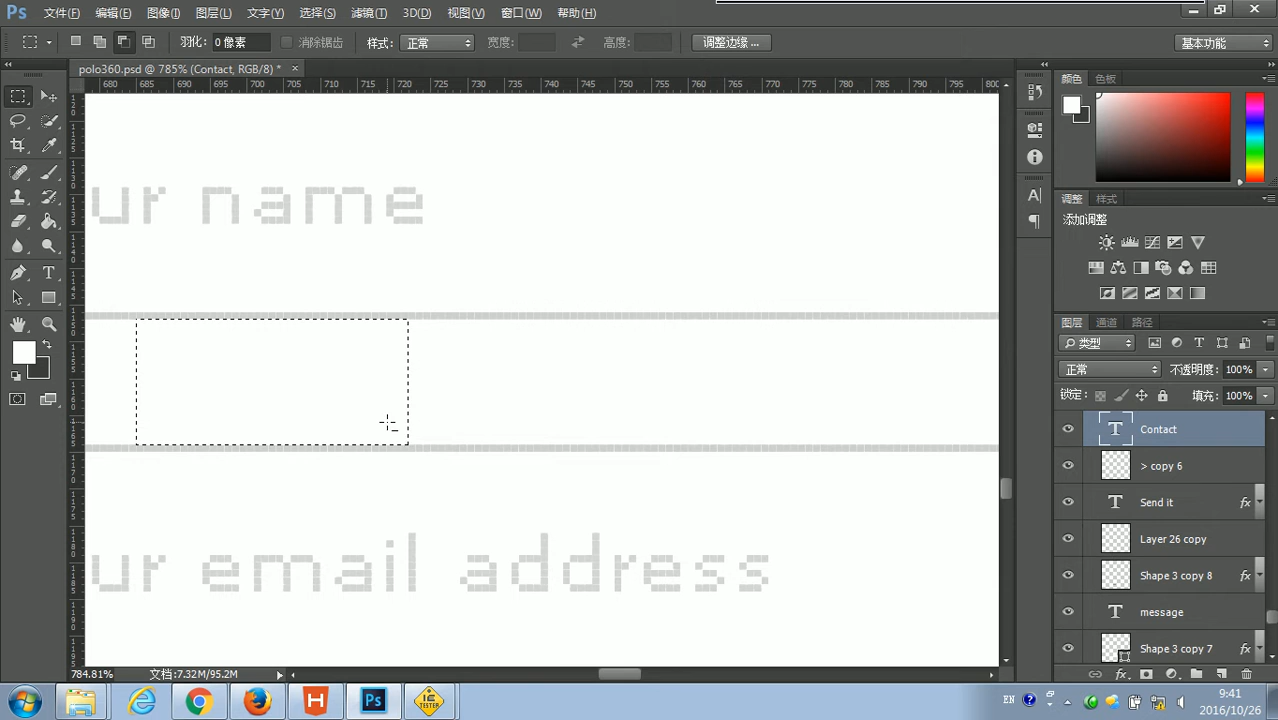 Ps 文件(F) 编辑(E) 图像(I) 图层(L) 文字(Y) 选择(S) 滤镜(T) 3D(D) 视图(V) 窗口(W) 帮助(H)
羽化: 0 像素 消除锯齿 样式: 正常 宽度: 高度: 调整边缘 ... 基本功能
polo360.psd @ 785% (Contact, RGB/8) *
680 685 690 695 700 705 710 715 720 725 730 735 740 745 750 755 760 765 770 775 780 785 790 795 800
ur name
ur email address
颜色 色板
调整 样式
添加调整
图层 通道 路径
类型
正常 不透明度: 100%
锁定: 填充: 100%
Contact
> copy 6
Send it fx
Layer 26 copy
Shape 3 copy 8 fx
message
Shape 3 copy 7 fx
784.81% 文档:7.32M/95.2M
EN 9:41
2016/10/26